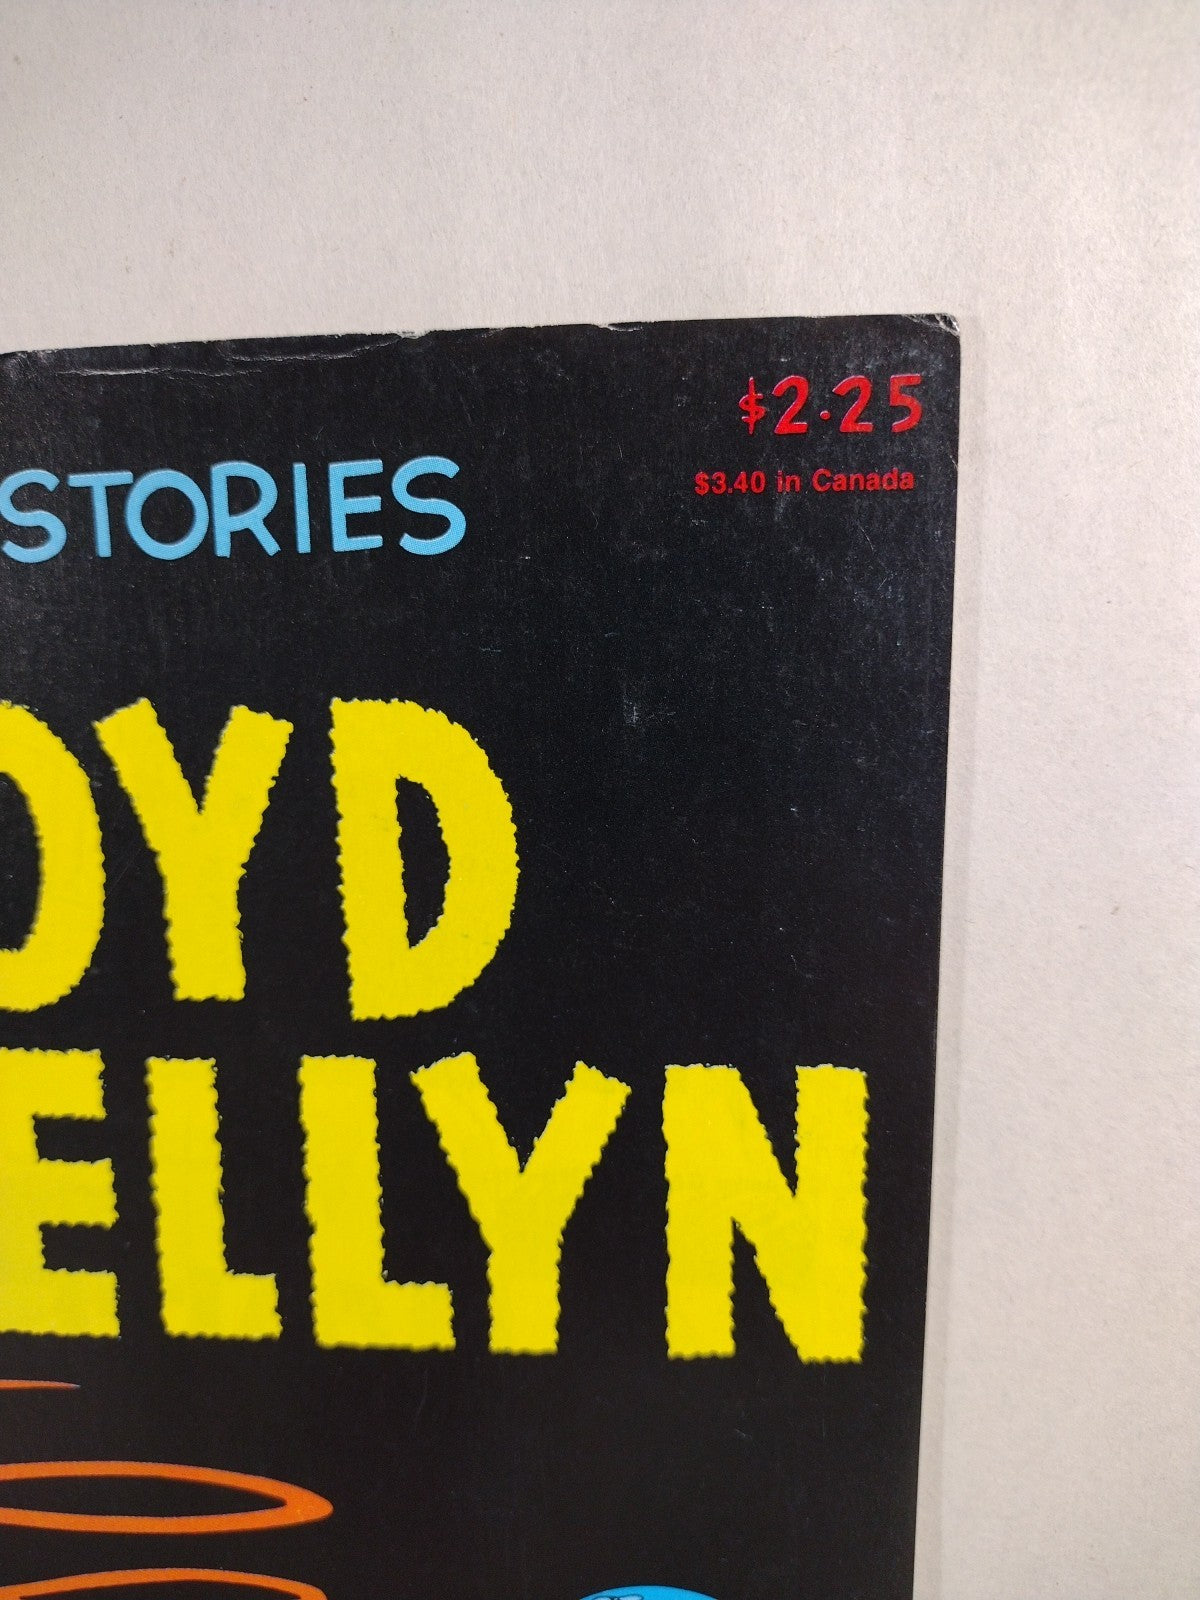 $2.25
$3.40 in Canada
STORIES
OYD
ELLYN